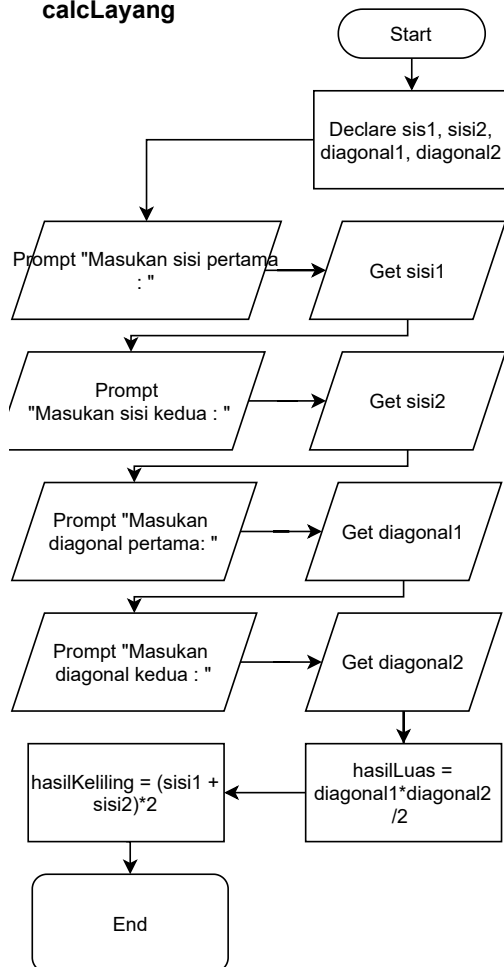 calcLayang
Start
Declare sis1, sisi2,
diagonal1, diagonal2
Prompt "Masukan sisi pertama
: "
Get sisi1
Prompt
"Masukan sisi kedua : "
Get sisi2
Prompt "Masukan
diagonal pertama: "
Get diagonal1
Prompt "Masukan
diagonal kedua : "
Get diagonal2
hasilLuas =
diagonal1*diagonal2
/2
hasilKeliling = (sisi1 +
sisi2)*2
End